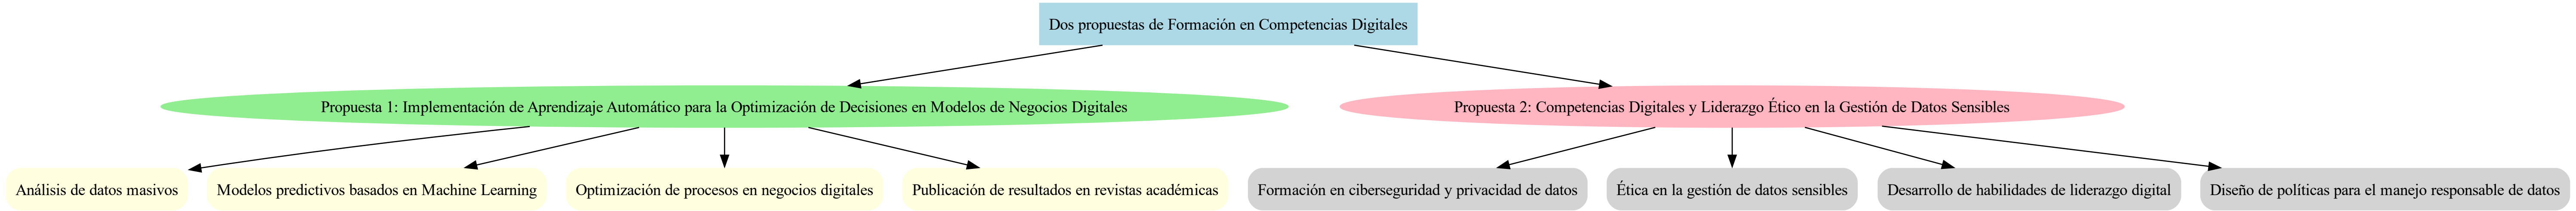 Dos propuestas de Formación en Competencias Digitales
Propuesta 1: Implementación de Aprendizaje Automático para la Optimización de Decisiones en Modelos de Negocios Digitales
Propuesta 2: Competencias Digitales y Liderazgo Ético en la Gestión de Datos Sensibles
Análisis de datos masivos
Modelos predictivos basados en Machine Learning
Optimización de procesos en negocios digitales
Publicación de resultados en revistas académicas
Formación en ciberseguridad y privacidad de datos
Ética en la gestión de datos sensibles
Desarrollo de habilidades de liderazgo digital
Diseño de políticas para el manejo responsable de datos